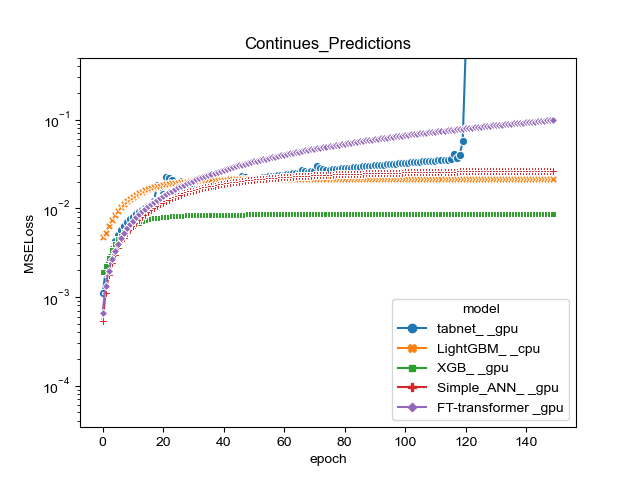 Continues_Predictions
MSELoss
10⁻¹
10⁻²
10⁻³
10⁻⁴
0 20 40 60 80 100 120 140
epoch
model
tabnet_ _gpu
LightGBM_ _cpu
XGB_ _gpu
Simple_ANN_ _gpu
FT-transformer _gpu